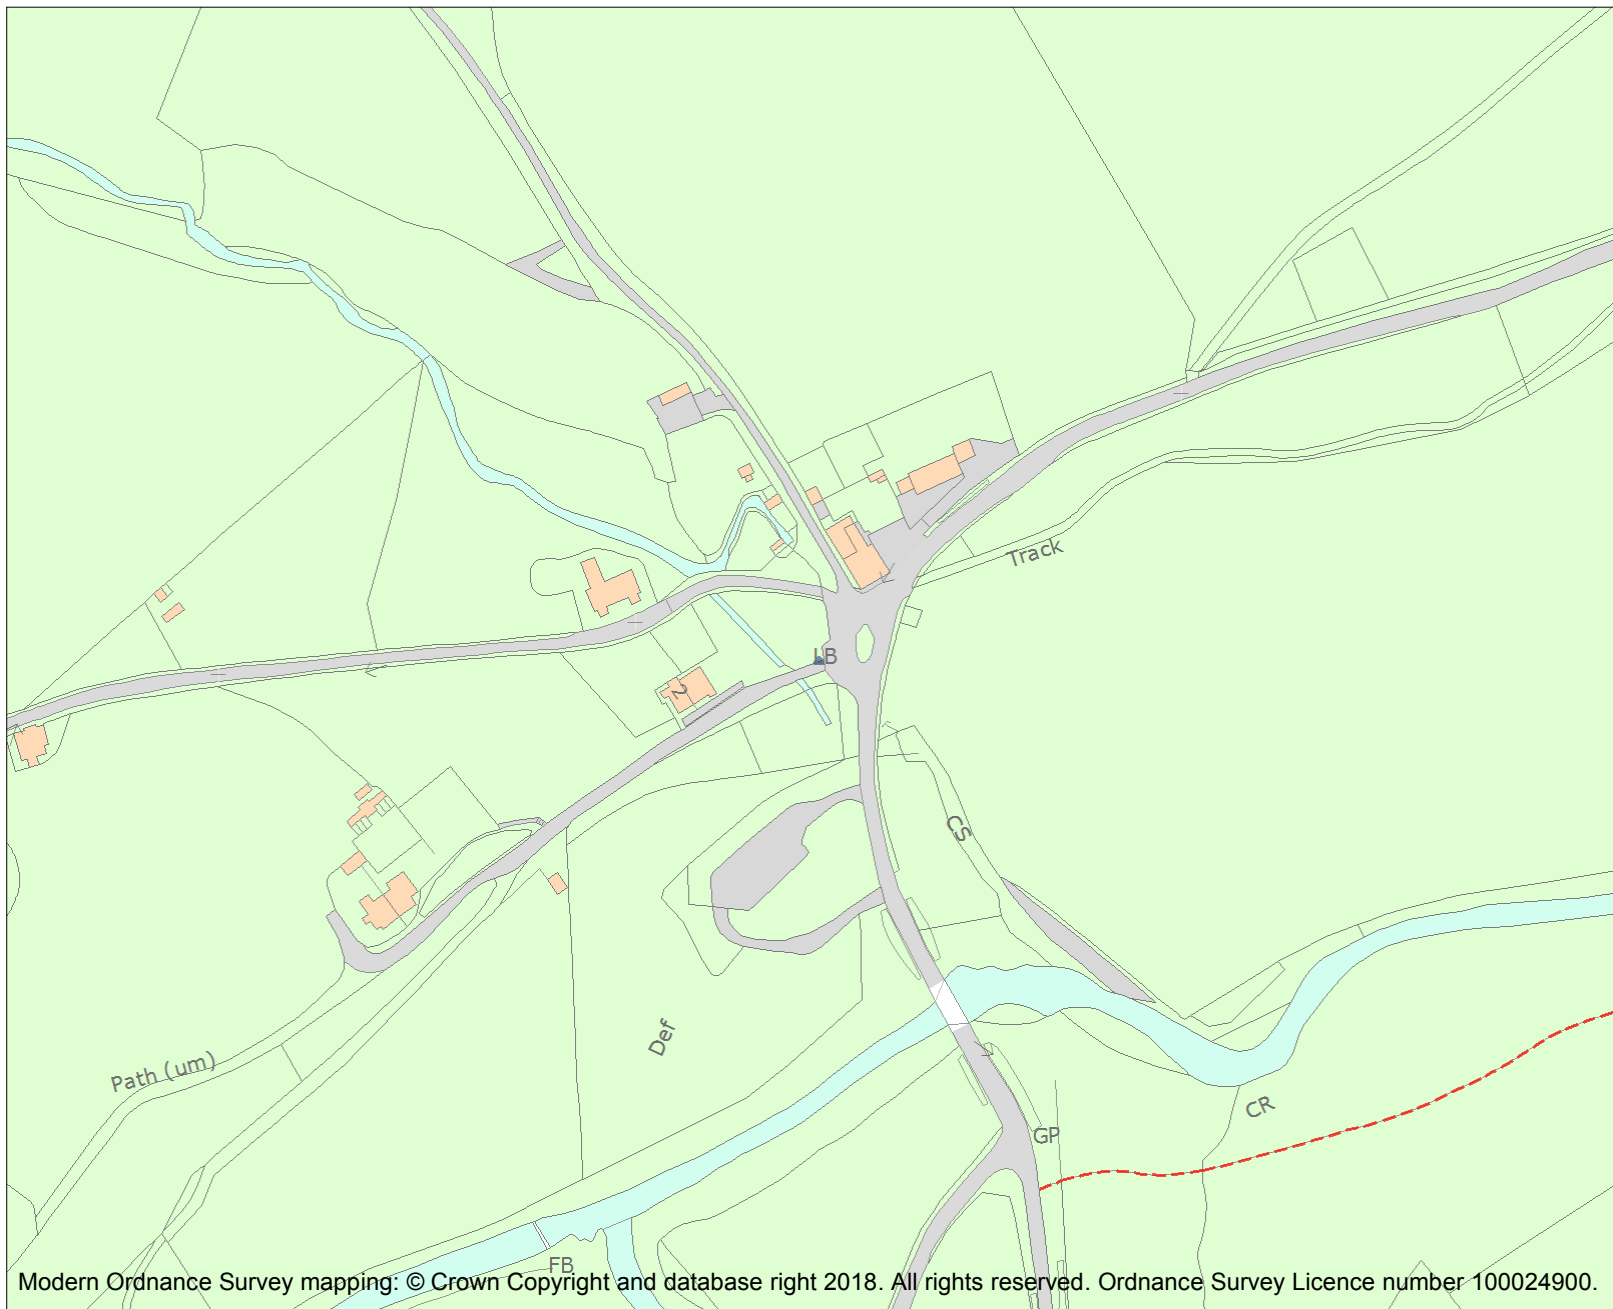 Track
LB
2
CS
Def
Path (um)
CR
GP
FB
Modern Ordnance Survey mapping: © Crown Copyright and database right 2018. All rights reserved. Ordnance Survey Licence number 100024900.